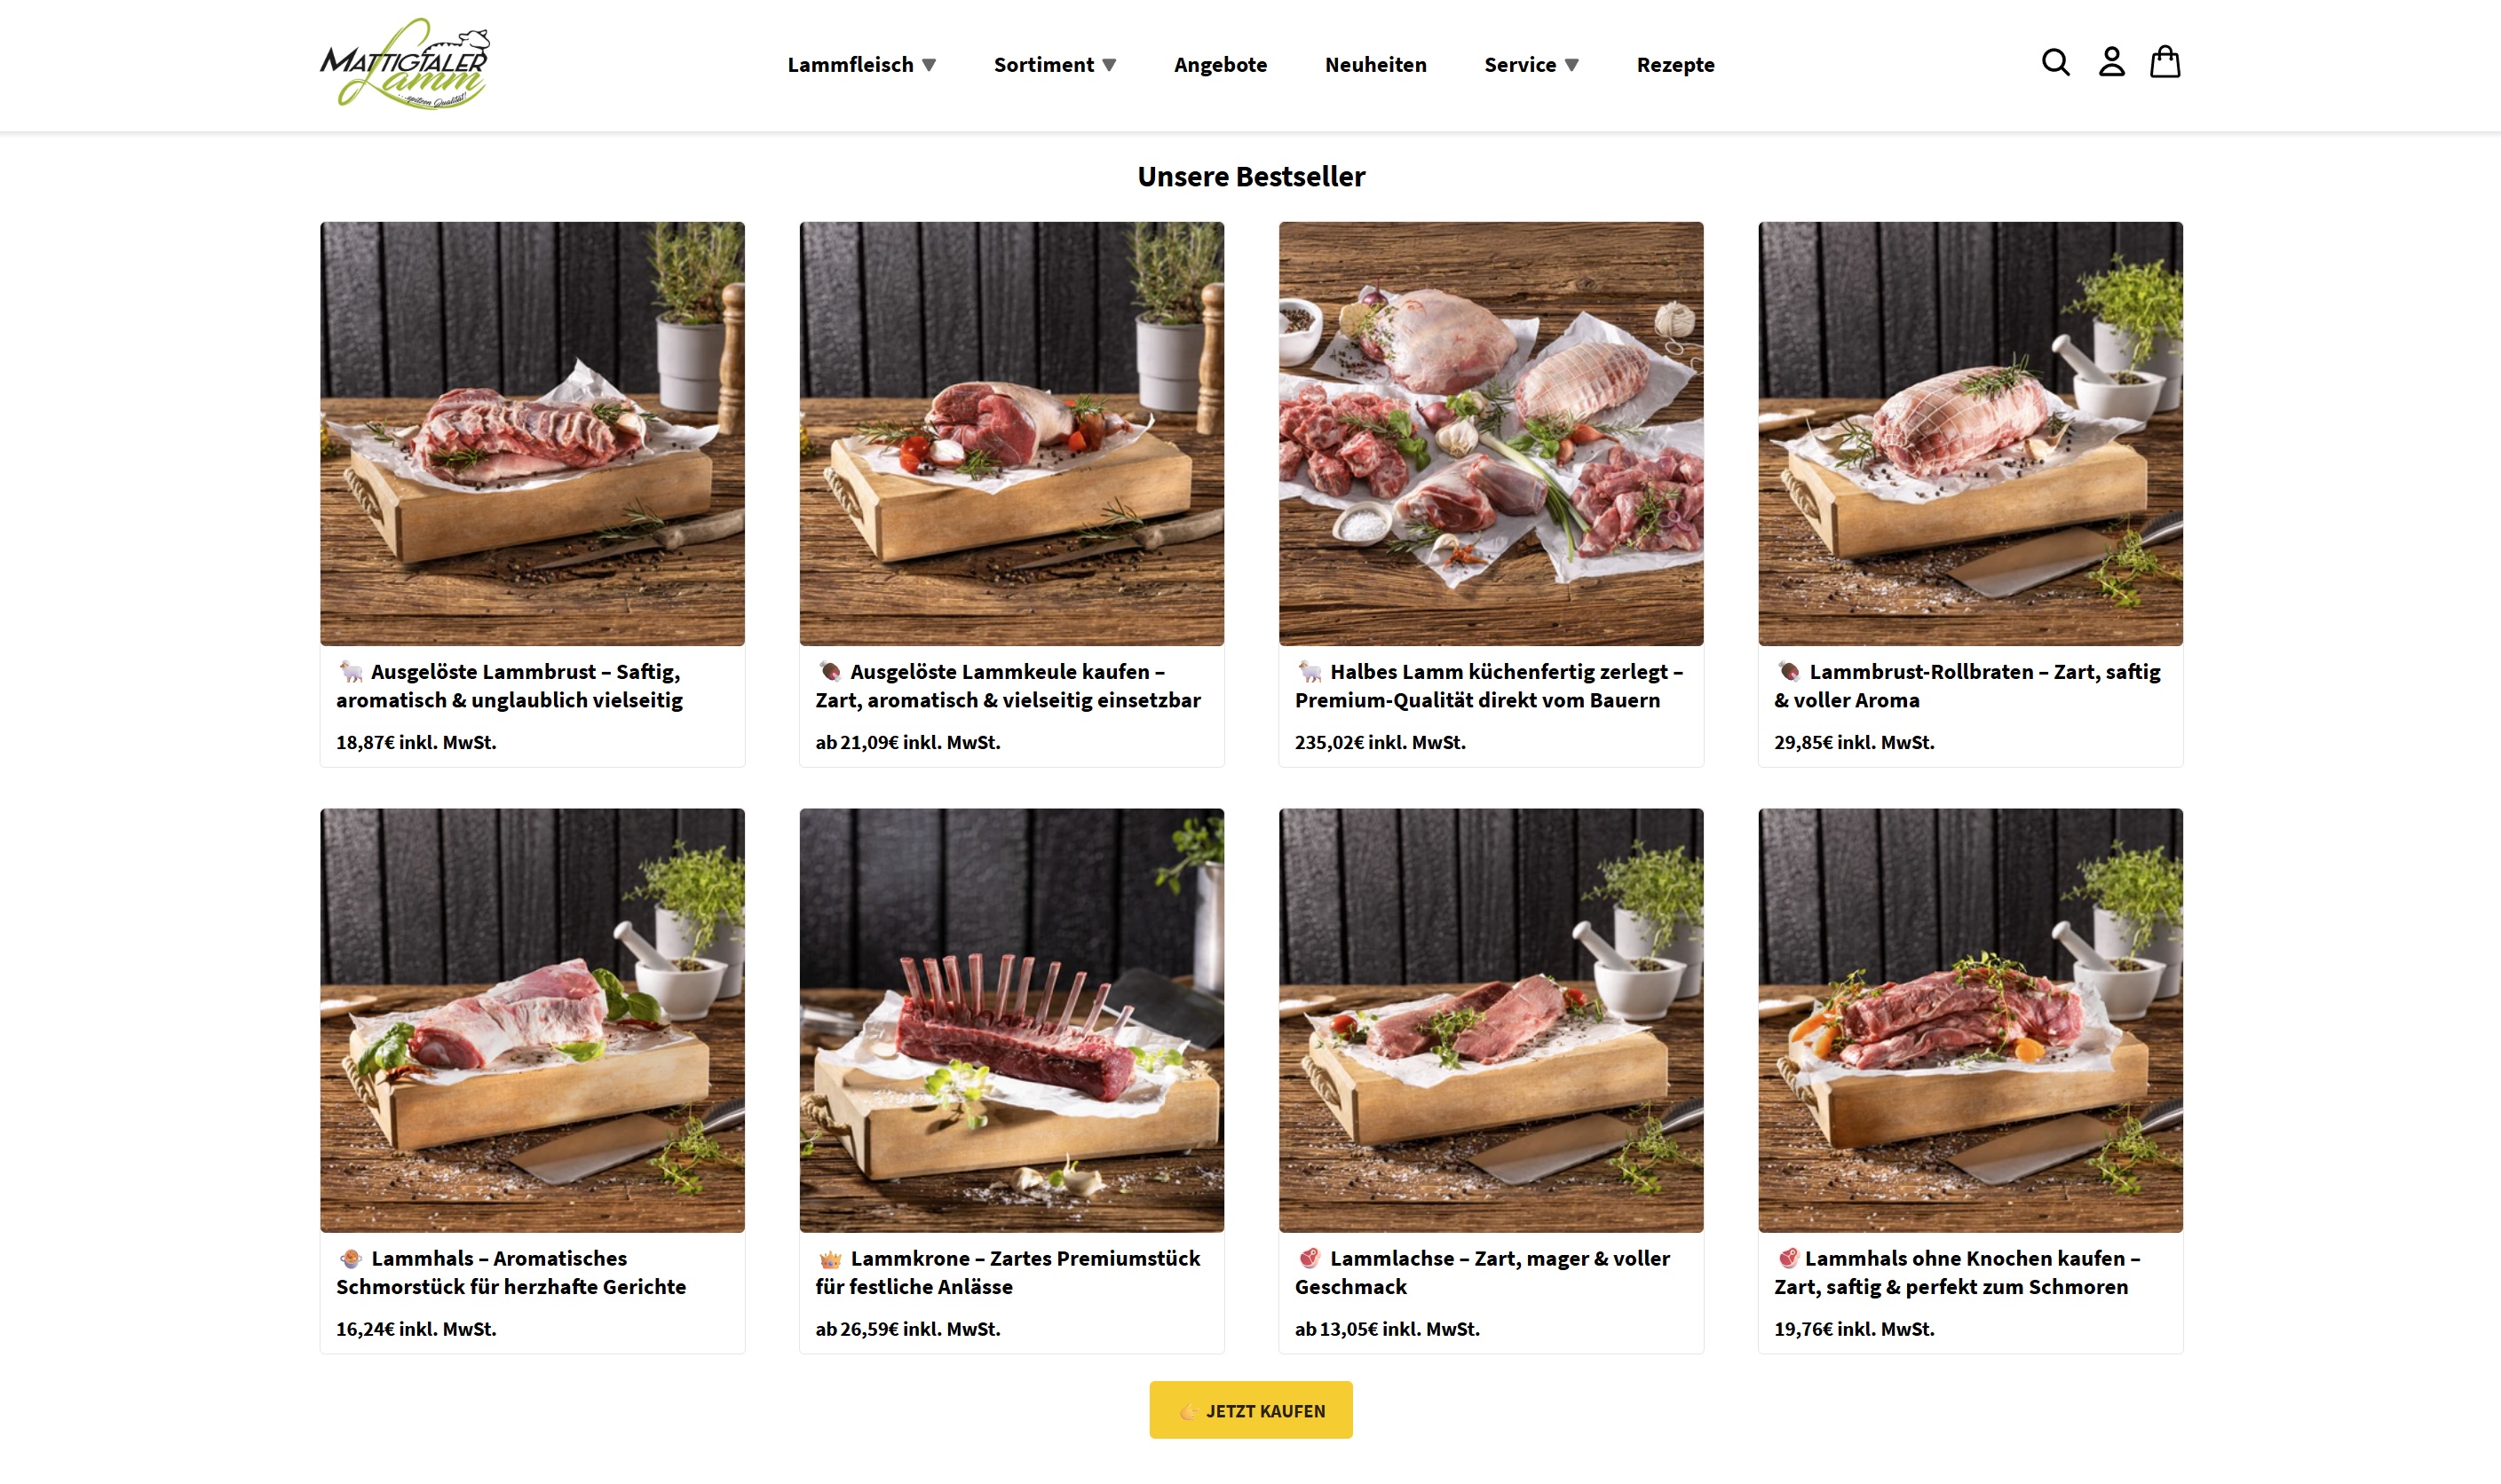 MATTIGTALER
Lamm
...spitzen Qualität!
Lammfleisch ▼ Sortiment ▼ Angebote Neuheiten Service ▼ Rezepte
Unsere Bestseller
🐑 Ausgelöste Lammbrust – Saftig,
aromatisch & unglaublich vielseitig
18,87€ inkl. MwSt.
🍖 Ausgelöste Lammkeule kaufen –
Zart, aromatisch & vielseitig einsetzbar
ab 21,09€ inkl. MwSt.
🐑 Halbes Lamm küchenfertig zerlegt –
Premium-Qualität direkt vom Bauern
235,02€ inkl. MwSt.
🍖 Lammbrust-Rollbraten – Zart, saftig
& voller Aroma
29,85€ inkl. MwSt.
🍲 Lammhals – Aromatisches
Schmorstück für herzhafte Gerichte
16,24€ inkl. MwSt.
👑 Lammkrone – Zartes Premiumstück
für festliche Anlässe
ab 26,59€ inkl. MwSt.
🥩 Lammlachse – Zart, mager & voller
Geschmack
ab 13,05€ inkl. MwSt.
🥩 Lammhals ohne Knochen kaufen –
Zart, saftig & perfekt zum Schmoren
19,76€ inkl. MwSt.
👉 JETZT KAUFEN